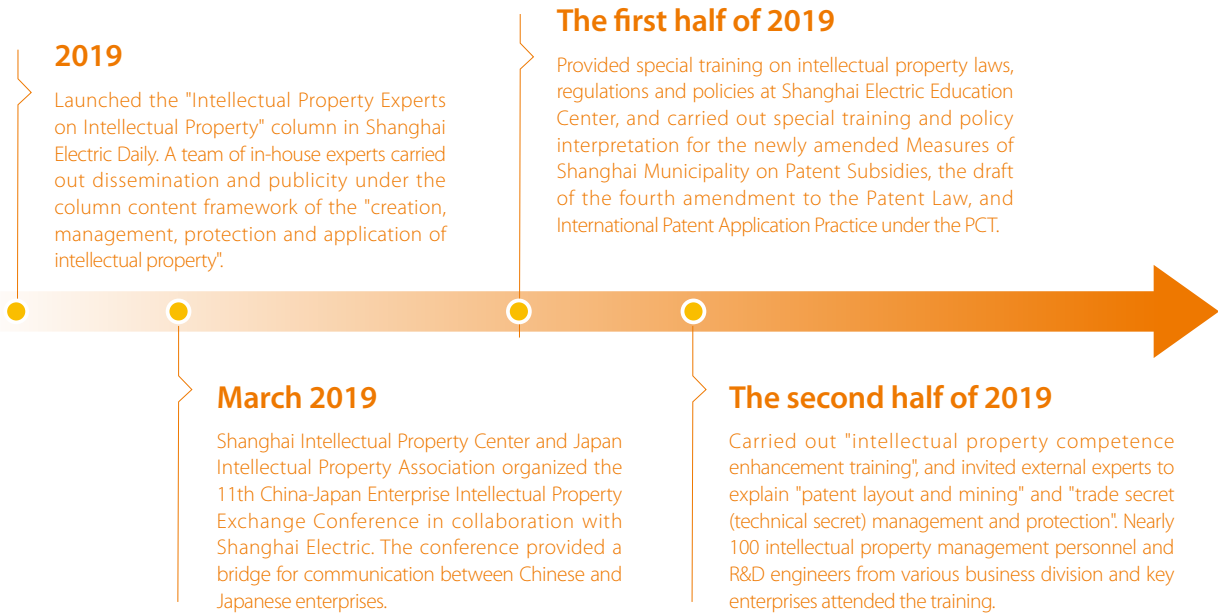 2019
Launched the "Intellectual Property Experts
on Intellectual Property" column in Shanghai
Electric Daily. A team of in-house experts carried
out dissemination and publicity under the
column content framework of the "creation,
management, protection and application of
intellectual property".
March 2019
Shanghai Intellectual Property Center and Japan
Intellectual Property Association organized the
11th China-Japan Enterprise Intellectual Property
Exchange Conference in collaboration with
Shanghai Electric. The conference provided a
bridge for communication between Chinese and
Japanese enterprises.
The first half of 2019
Provided special training on intellectual property laws,
regulations and policies at Shanghai Electric Education
Center, and carried out special training and policy
interpretation for the newly amended Measures of
Shanghai Municipality on Patent Subsidies, the draft
of the fourth amendment to the Patent Law, and
International Patent Application Practice under the PCT.
The second half of 2019
Carried out "intellectual property competence
enhancement training", and invited external experts to
explain "patent layout and mining" and "trade secret
(technical secret) management and protection". Nearly
100 intellectual property management personnel and
R&D engineers from various business division and key
enterprises attended the training.